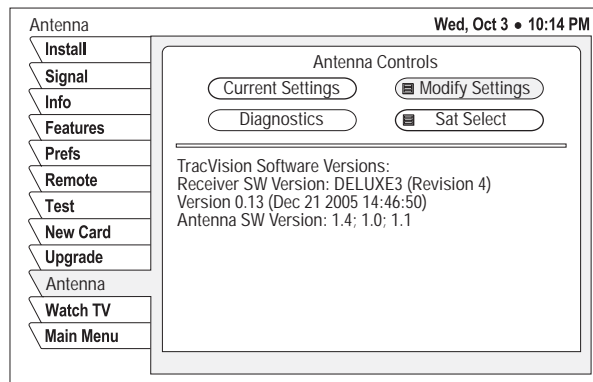 Antenna
Wed, Oct 3 ● 10:14 PM
Install
Signal
Info
Features
Prefs
Remote
Test
New Card
Upgrade
Antenna
Watch TV
Main Menu
Antenna Controls
Current Settings
Modify Settings
Diagnostics
Sat Select
TracVision Software Versions:
Receiver SW Version: DELUXE3 (Revision 4)
Version 0.13 (Dec 21 2005 14:46:50)
Antenna SW Version: 1.4; 1.0; 1.1